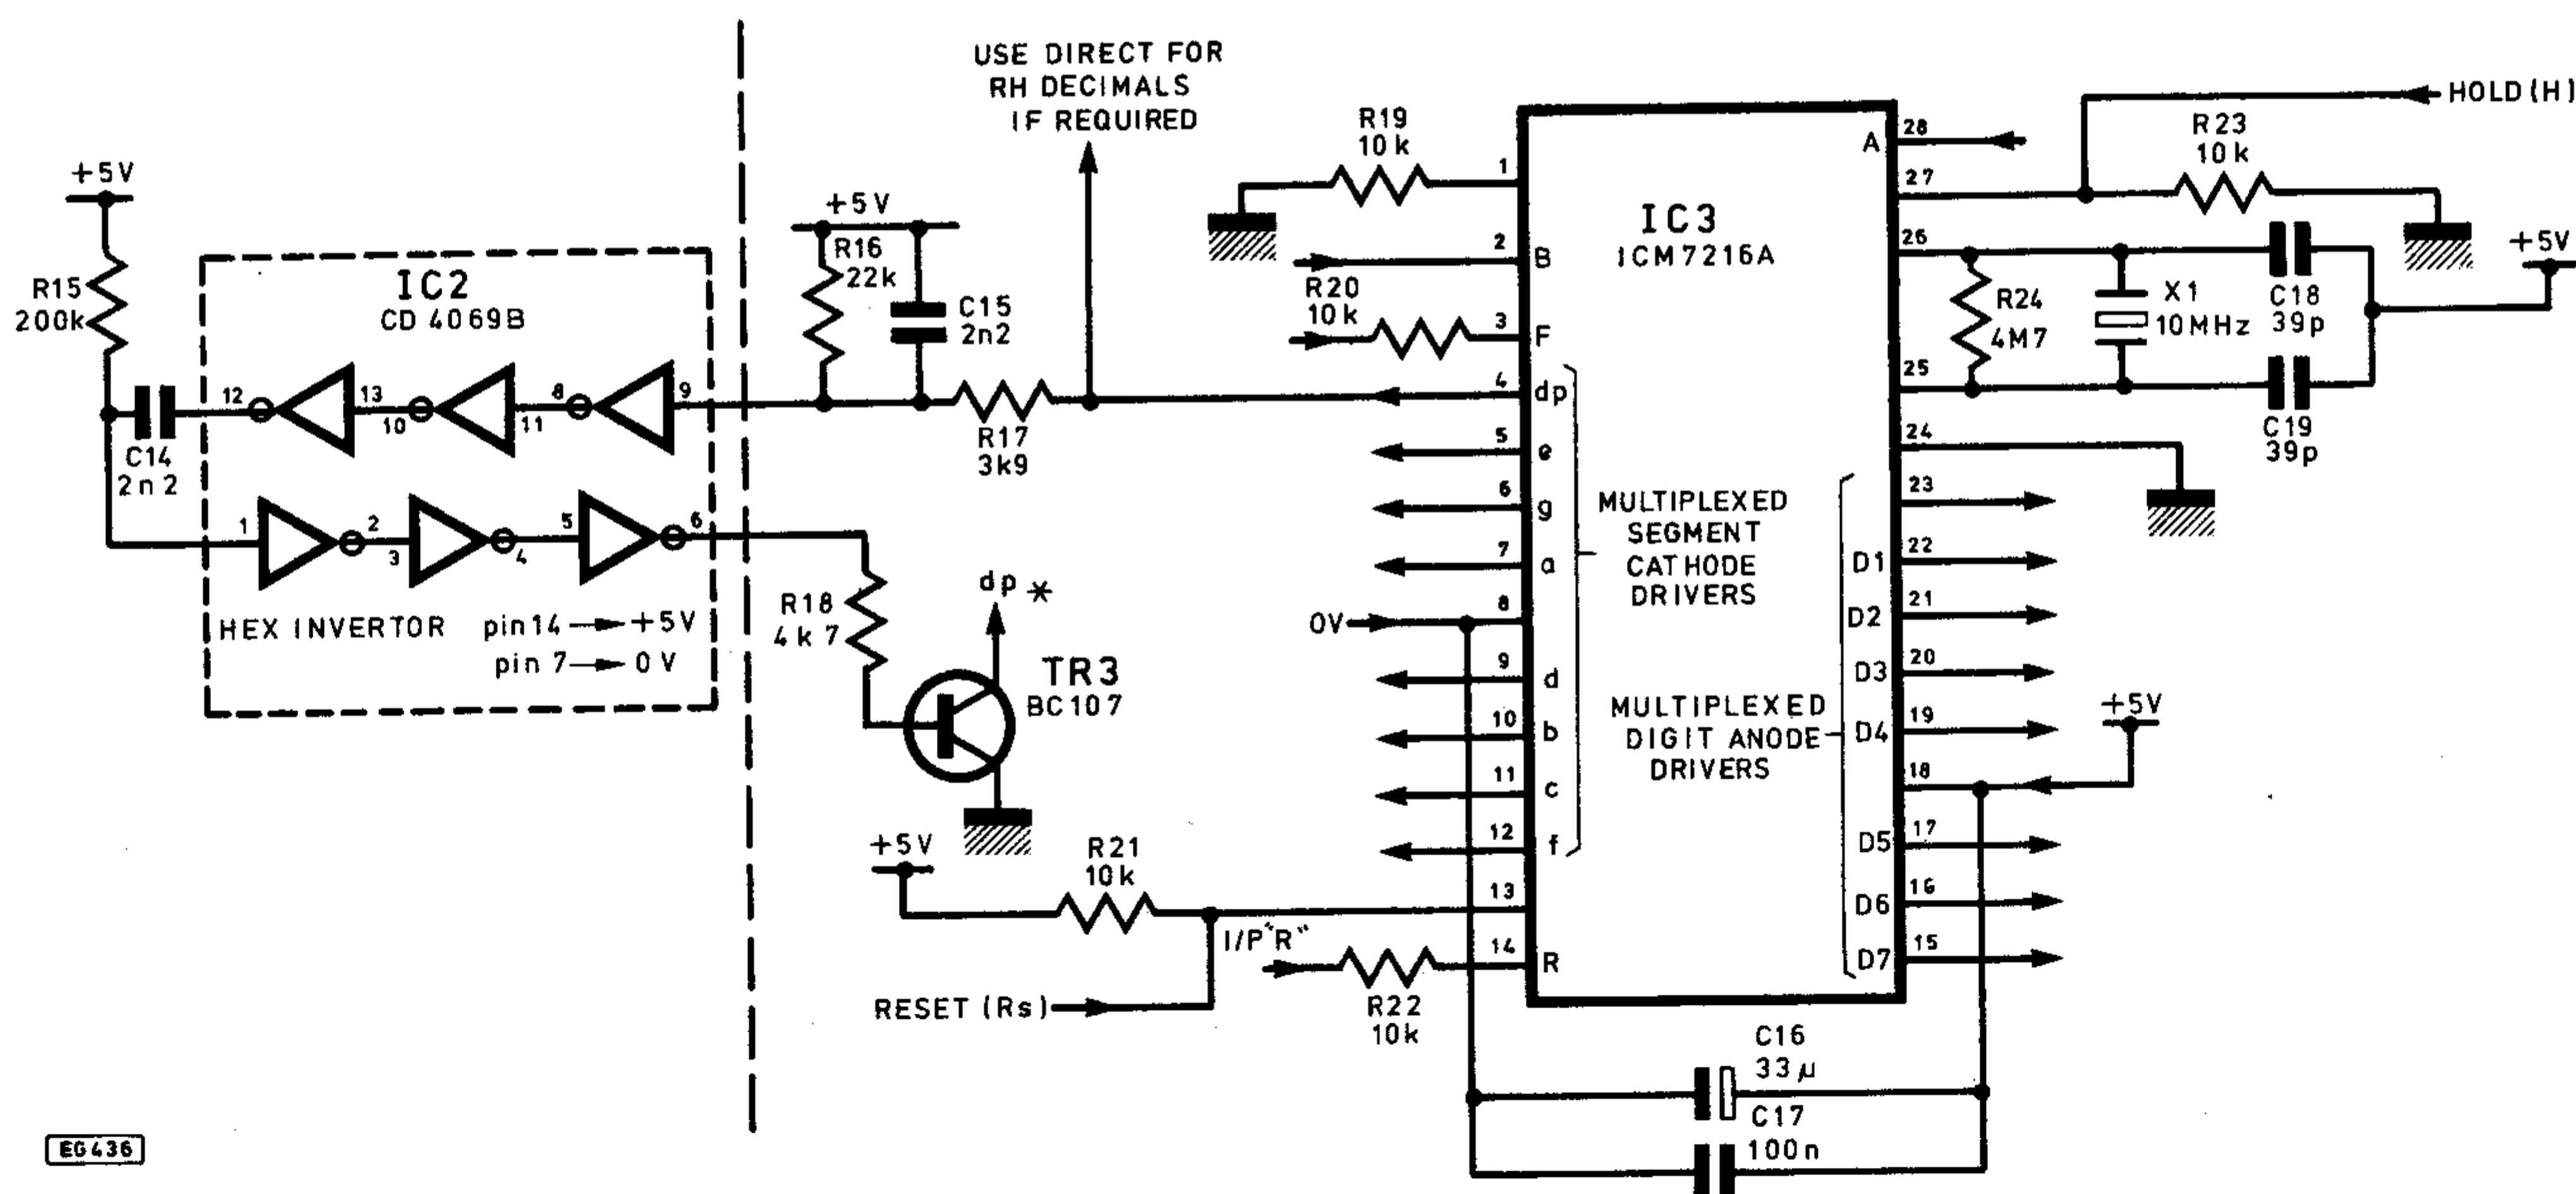 USE DIRECT FOR
RH DECIMALS
IF REQUIRED
+5V
R15
200k
C14
2n2
IC2
CD 4069B
12
13
10
11
8
9
1
2
3
4
5
6
HEX INVERTOR
pin 14 → +5V
pin 7 → 0V
+5V
R16
22k
C15
2n2
R17
3k9
R18
4k7
dp *
TR3
BC107
+5V
R21
10k
RESET (Rs)
I/P "R"
R22
10k
R19
10k
R20
10k
0V
IC3
ICM7216A
1
2
B
3
F
4
dp
5
e
6
g
7
a
8
9
d
10
b
11
c
12
f
13
14
R
MULTIPLEXED
SEGMENT
CATHODE
DRIVERS
MULTIPLEXED
DIGIT ANODE
DRIVERS
A
28
27
26
25
24
23
D1
22
D2
21
D3
20
D4
19
18
D5
17
D6
16
D7
15
HOLD (H)
R23
10k
R24
4M7
X1
10MHz
C18
39p
C19
39p
+5V
+5V
C16
33µ
C17
100n
EG436